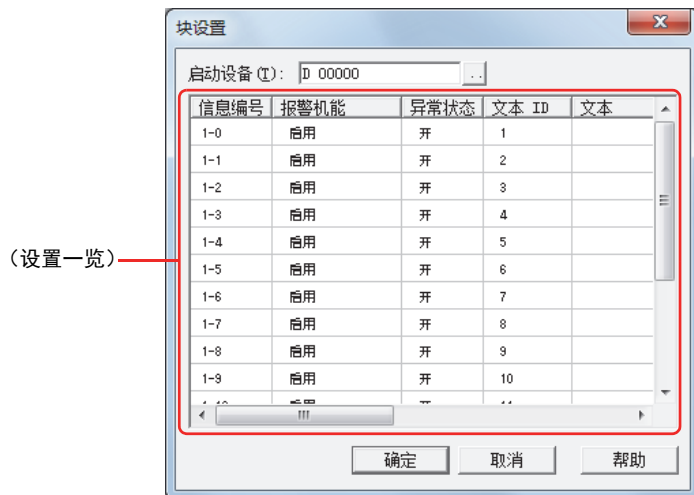 块设置
启动设备(T): D 00000 ..
信息编号 报警机能 异常状态 文本 ID 文本
1-0 启用 开 1
1-1 启用 开 2
1-2 启用 开 3
1-3 启用 开 4
(设置一览)
1-4 启用 开 5
1-5 启用 开 6
1-6 启用 开 7
1-7 启用 开 8
1-8 启用 开 9
1-9 启用 开 10
确定 取消 帮助